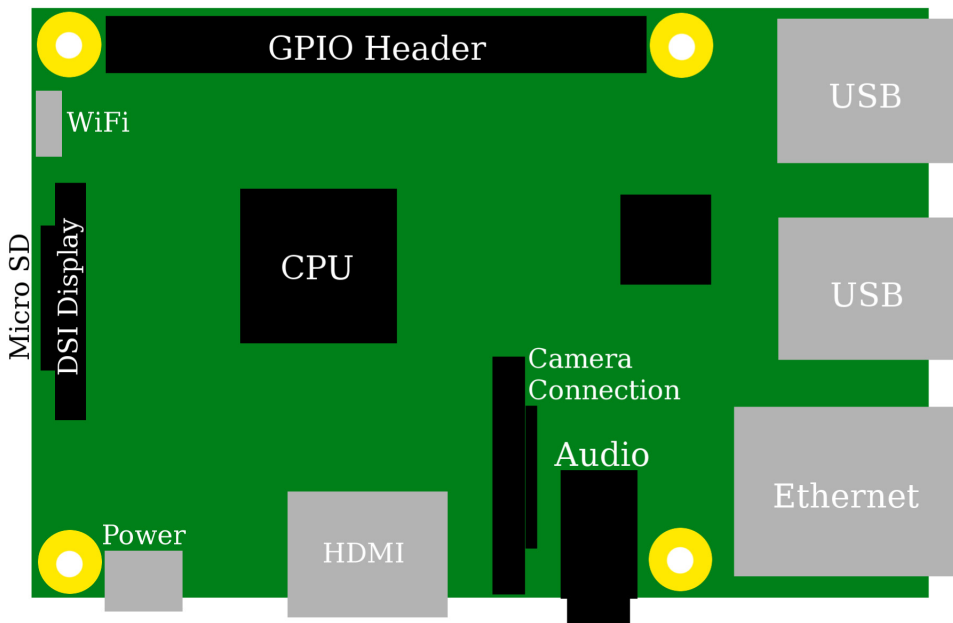 GPIO Header
USB
WiFi
Micro SD
DSI Display
CPU
USB
Camera
Connection
Audio
Ethernet
Power
HDMI